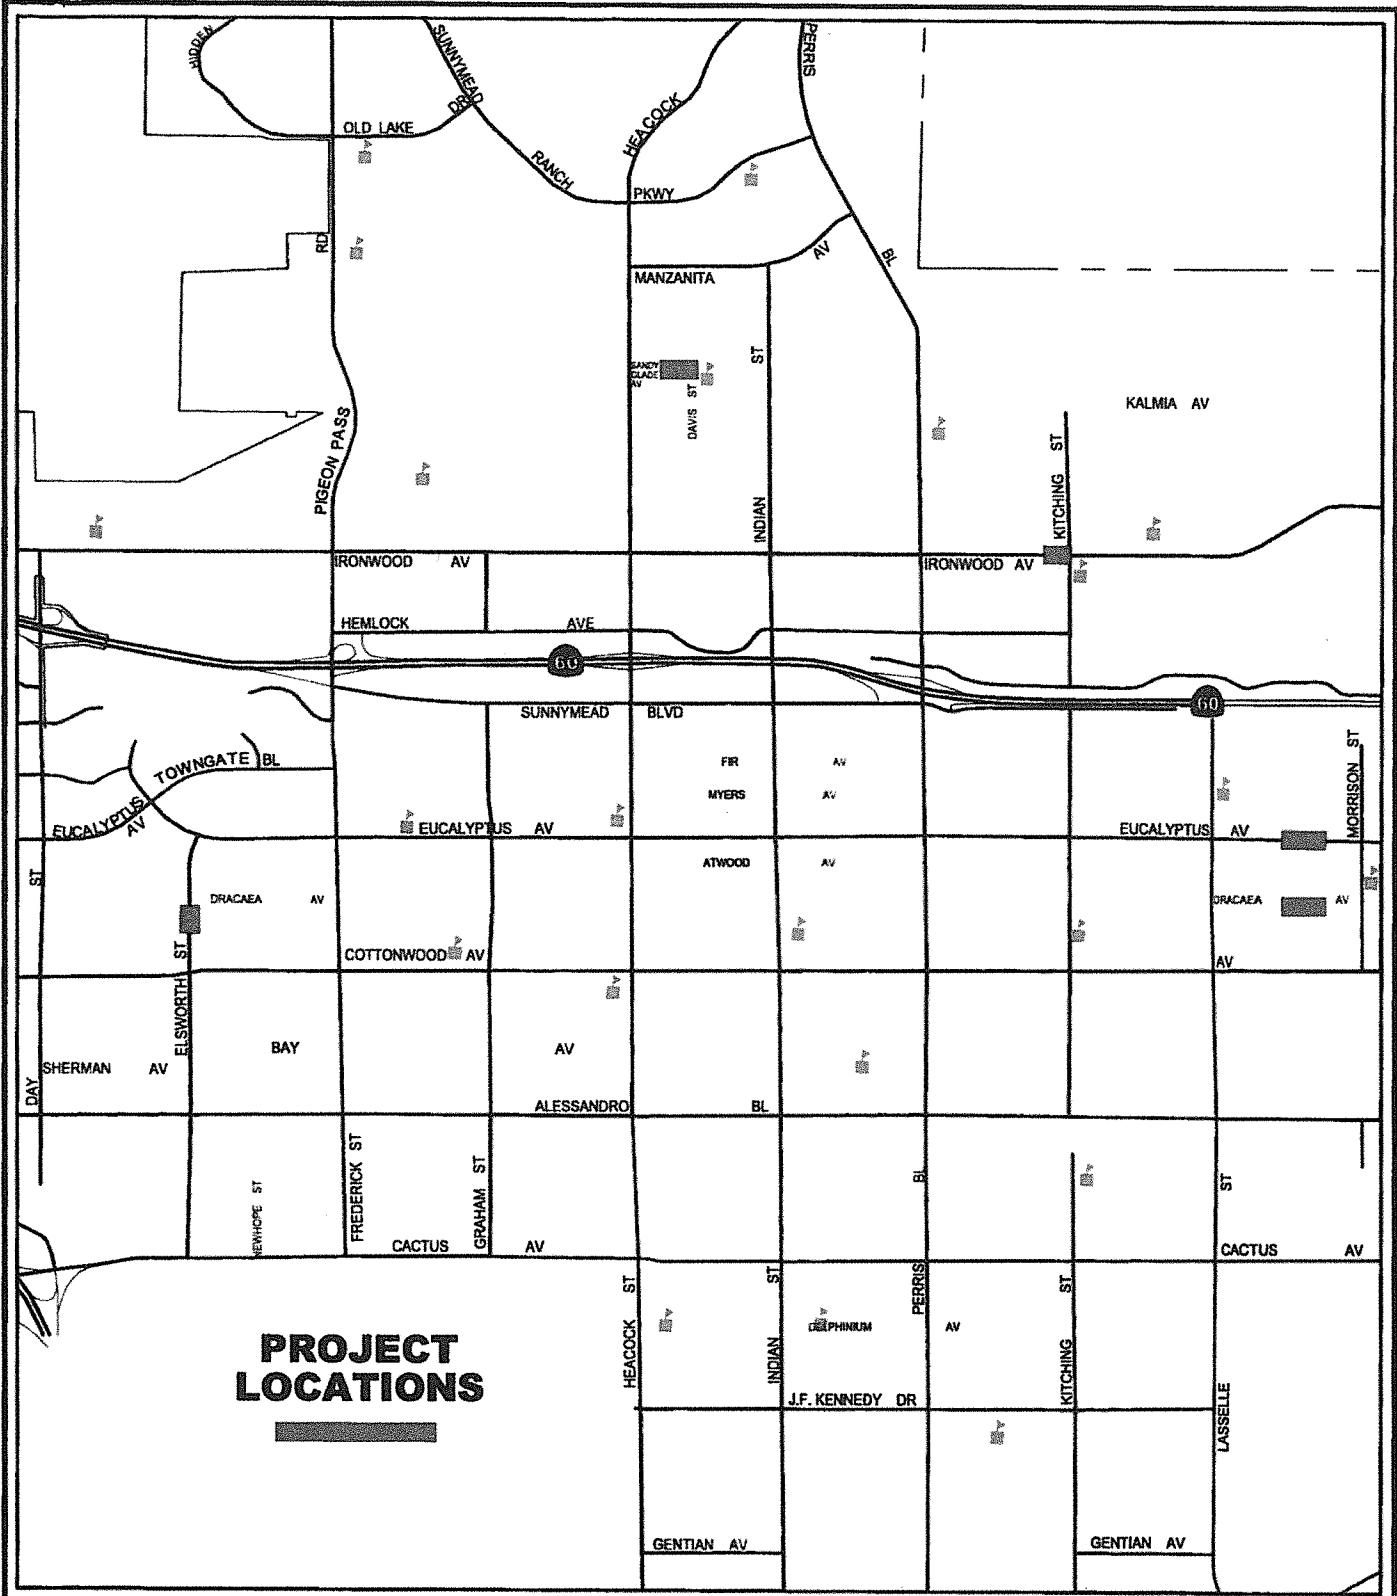 HIDDEN
SUNNYMEAD
PERRIS
OLD LAKE DR
HEACOCK
RANCH
PKWY
RD
AV
BL
MANZANITA
SANDY
GLADE
AV
DAVIS ST
ST
KALMIA AV
PIGEON PASS
INDIAN
KITCHING ST
IRONWOOD AV
IRONWOOD AV
HEMLOCK AVE
60
60
SUNNYMEAD BLVD
MORRISON ST
TOWNGATE BL
FIR AV
MYERS AV
EUCALYPTUS
AV
EUCALYPTUS AV
EUCALYPTUS AV
ATWOOD AV
ST
DRACAEA AV
DRACAEA AV
COTTONWOOD AV
AV
ELSWORTH ST
BAY AV
SHERMAN AV
DAY
ALESSANDRO BL
FREDERICK ST
GRAHAM ST
NEWHOPE ST
BL
ST
CACTUS AV
CACTUS AV
HEACOCK ST
INDIAN ST
PERRIS
KITCHING ST
DELPHINIUM AV
PROJECT
LOCATIONS
J.F. KENNEDY DR
LASSELLE
GENTIAN AV
GENTIAN AV